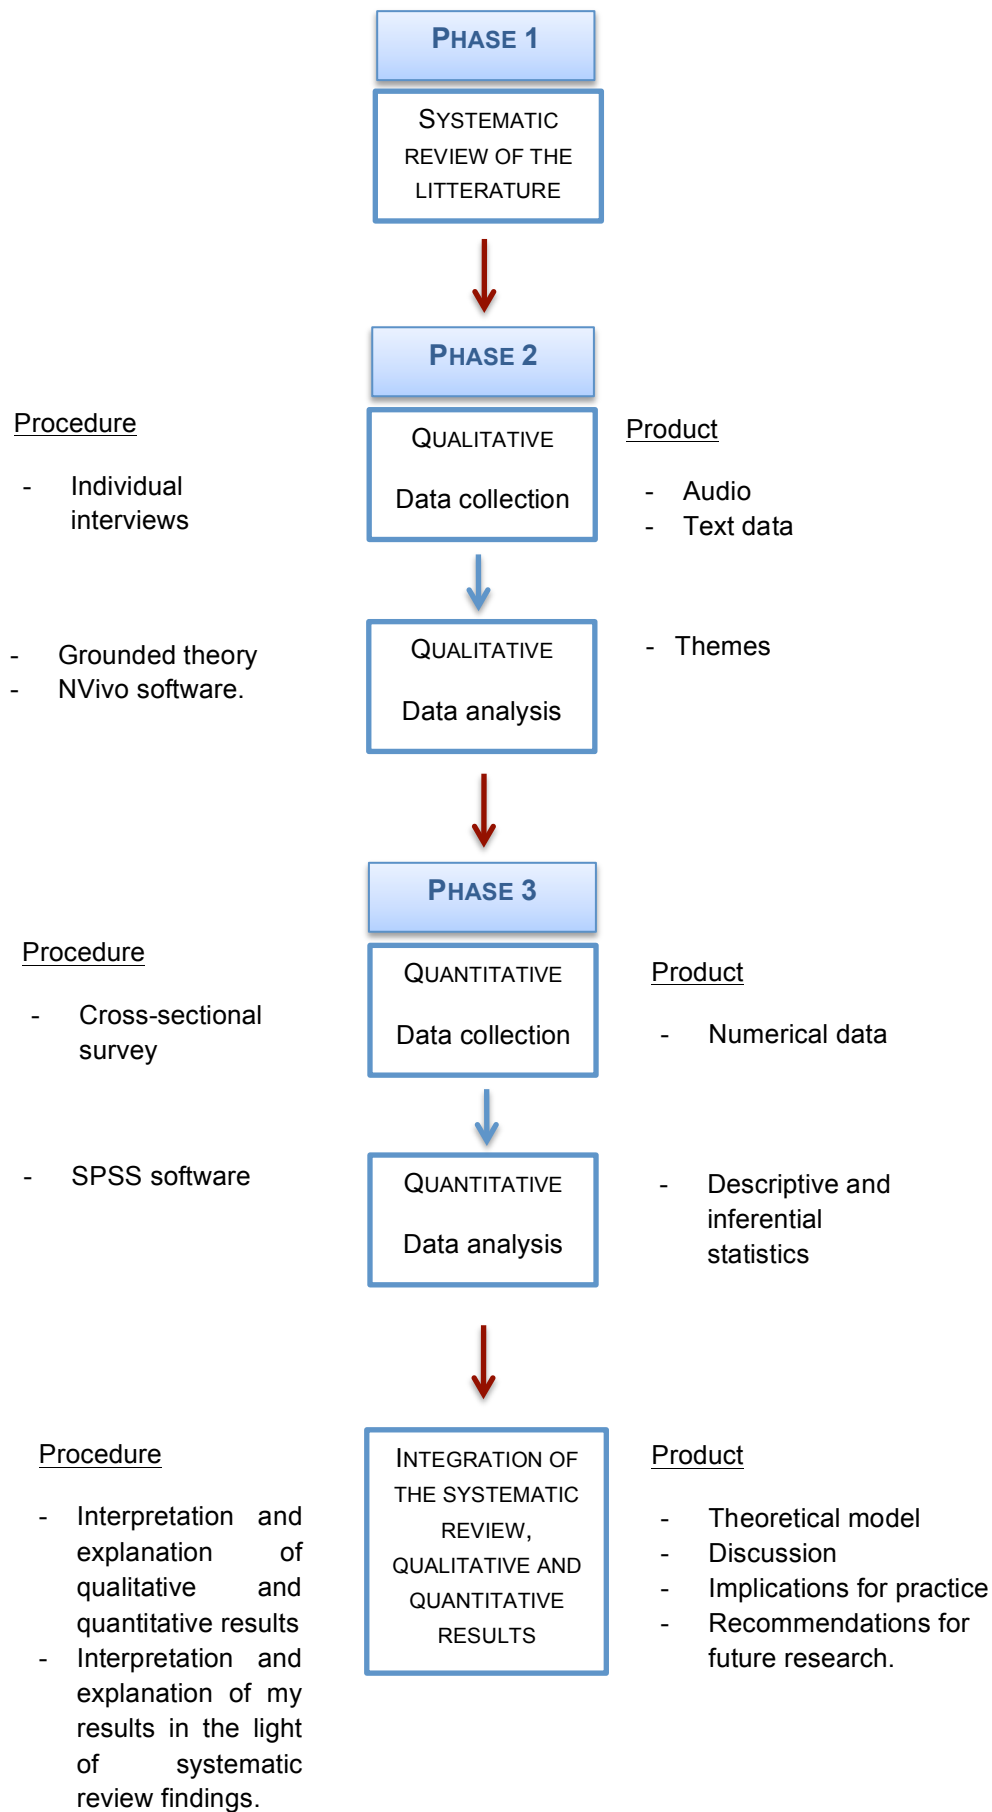 PHASE 1
SYSTEMATIC
REVIEW OF THE
LITTERATURE
PHASE 2
Procedure
- Individual
interviews
QUALITATIVE
Data collection
Product
- Audio
- Text data
- Grounded theory
- NVivo software.
QUALITATIVE
Data analysis
- Themes
PHASE 3
Procedure
- Cross-sectional
survey
QUANTITATIVE
Data collection
Product
- Numerical data
- SPSS software
QUANTITATIVE
Data analysis
- Descriptive and
inferential
statistics
Procedure
- Interpretation and
explanation of
qualitative and
quantitative results
- Interpretation and
explanation of my
results in the light
of systematic
review findings.
INTEGRATION OF
THE SYSTEMATIC
REVIEW,
QUALITATIVE AND
QUANTITATIVE
RESULTS
Product
- Theoretical model
- Discussion
- Implications for practice
- Recommendations for
future research.